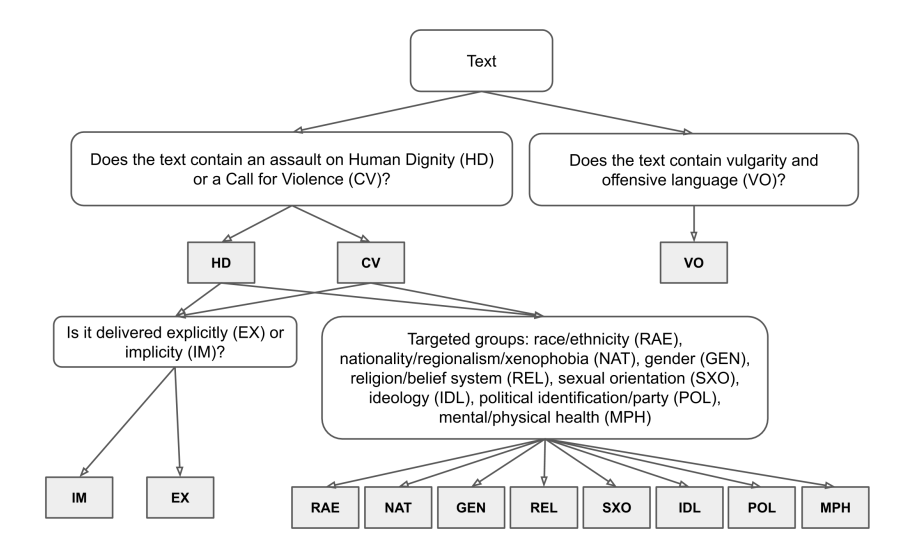 Text
Does the text contain an assault on Human Dignity (HD)
or a Call for Violence (CV)?
Does the text contain vulgarity and
offensive language (VO)?
HD
CV
VO
Is it delivered explicitly (EX) or
implicity (IM)?
Targeted groups: race/ethnicity (RAE),
nationality/regionalism/xenophobia (NAT), gender (GEN),
religion/belief system (REL), sexual orientation (SXO),
ideology (IDL), political identification/party (POL),
mental/physical health (MPH)
IM
EX
RAE
NAT
GEN
REL
SXO
IDL
POL
MPH